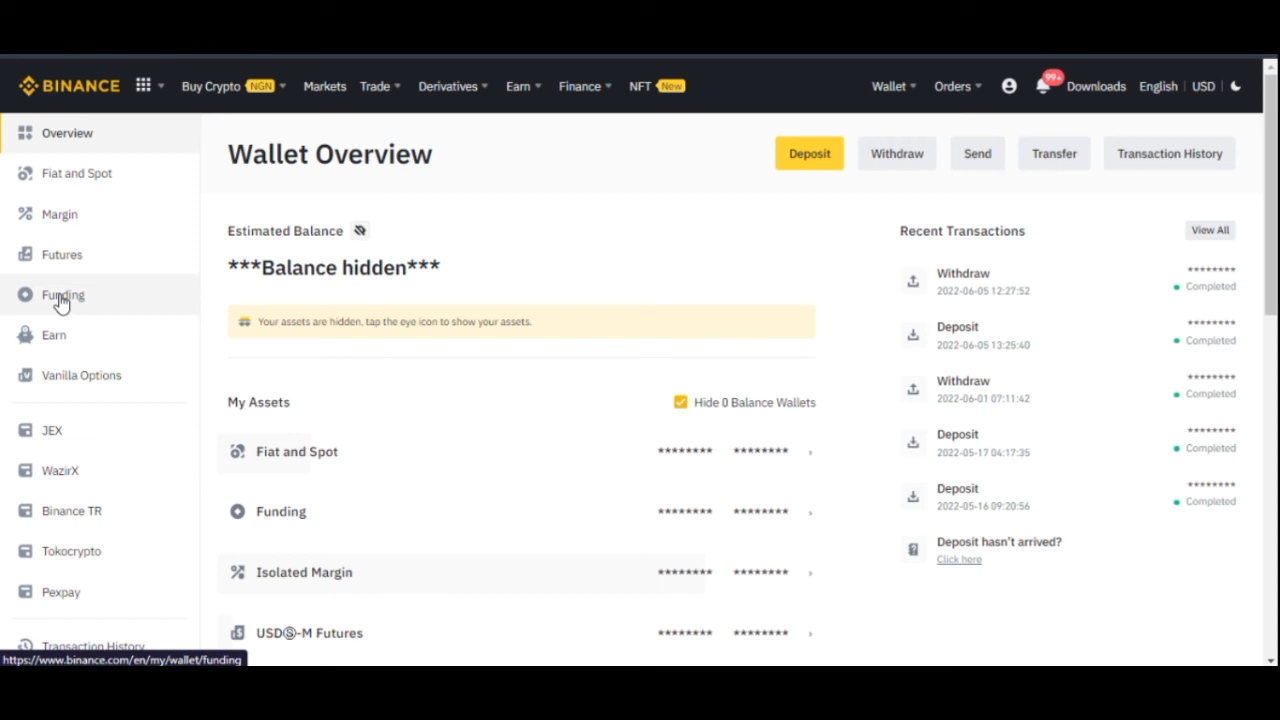 BINANCE Buy Crypto NGN Markets Trade Derivatives Earn Finance NFT New Wallet Orders 99+ Downloads English USD
Overview
Fiat and Spot
Margin
Futures
Funding
Earn
Vanilla Options
JEX
WazirX
Binance TR
Tokocrypto
Pexpay
Transaction History
https://www.binance.com/en/my/wallet/funding
Wallet Overview
Deposit Withdraw Send Transfer Transaction History
Estimated Balance
***Balance hidden***
Your assets are hidden, tap the eye icon to show your assets.
My Assets Hide 0 Balance Wallets
Fiat and Spot ******** ******** ›
Funding ******** ******** ›
Isolated Margin ******** ******** ›
USDⓈ-M Futures ******** ******** ›
Recent Transactions View All
Withdraw ********
2022-06-05 12:27:52 Completed
Deposit ********
2022-06-05 13:25:40 Completed
Withdraw ********
2022-06-01 07:11:42 Completed
Deposit ********
2022-05-17 04:17:35 Completed
Deposit ********
2022-05-16 09:20:56 Completed
Deposit hasn't arrived?
Click here